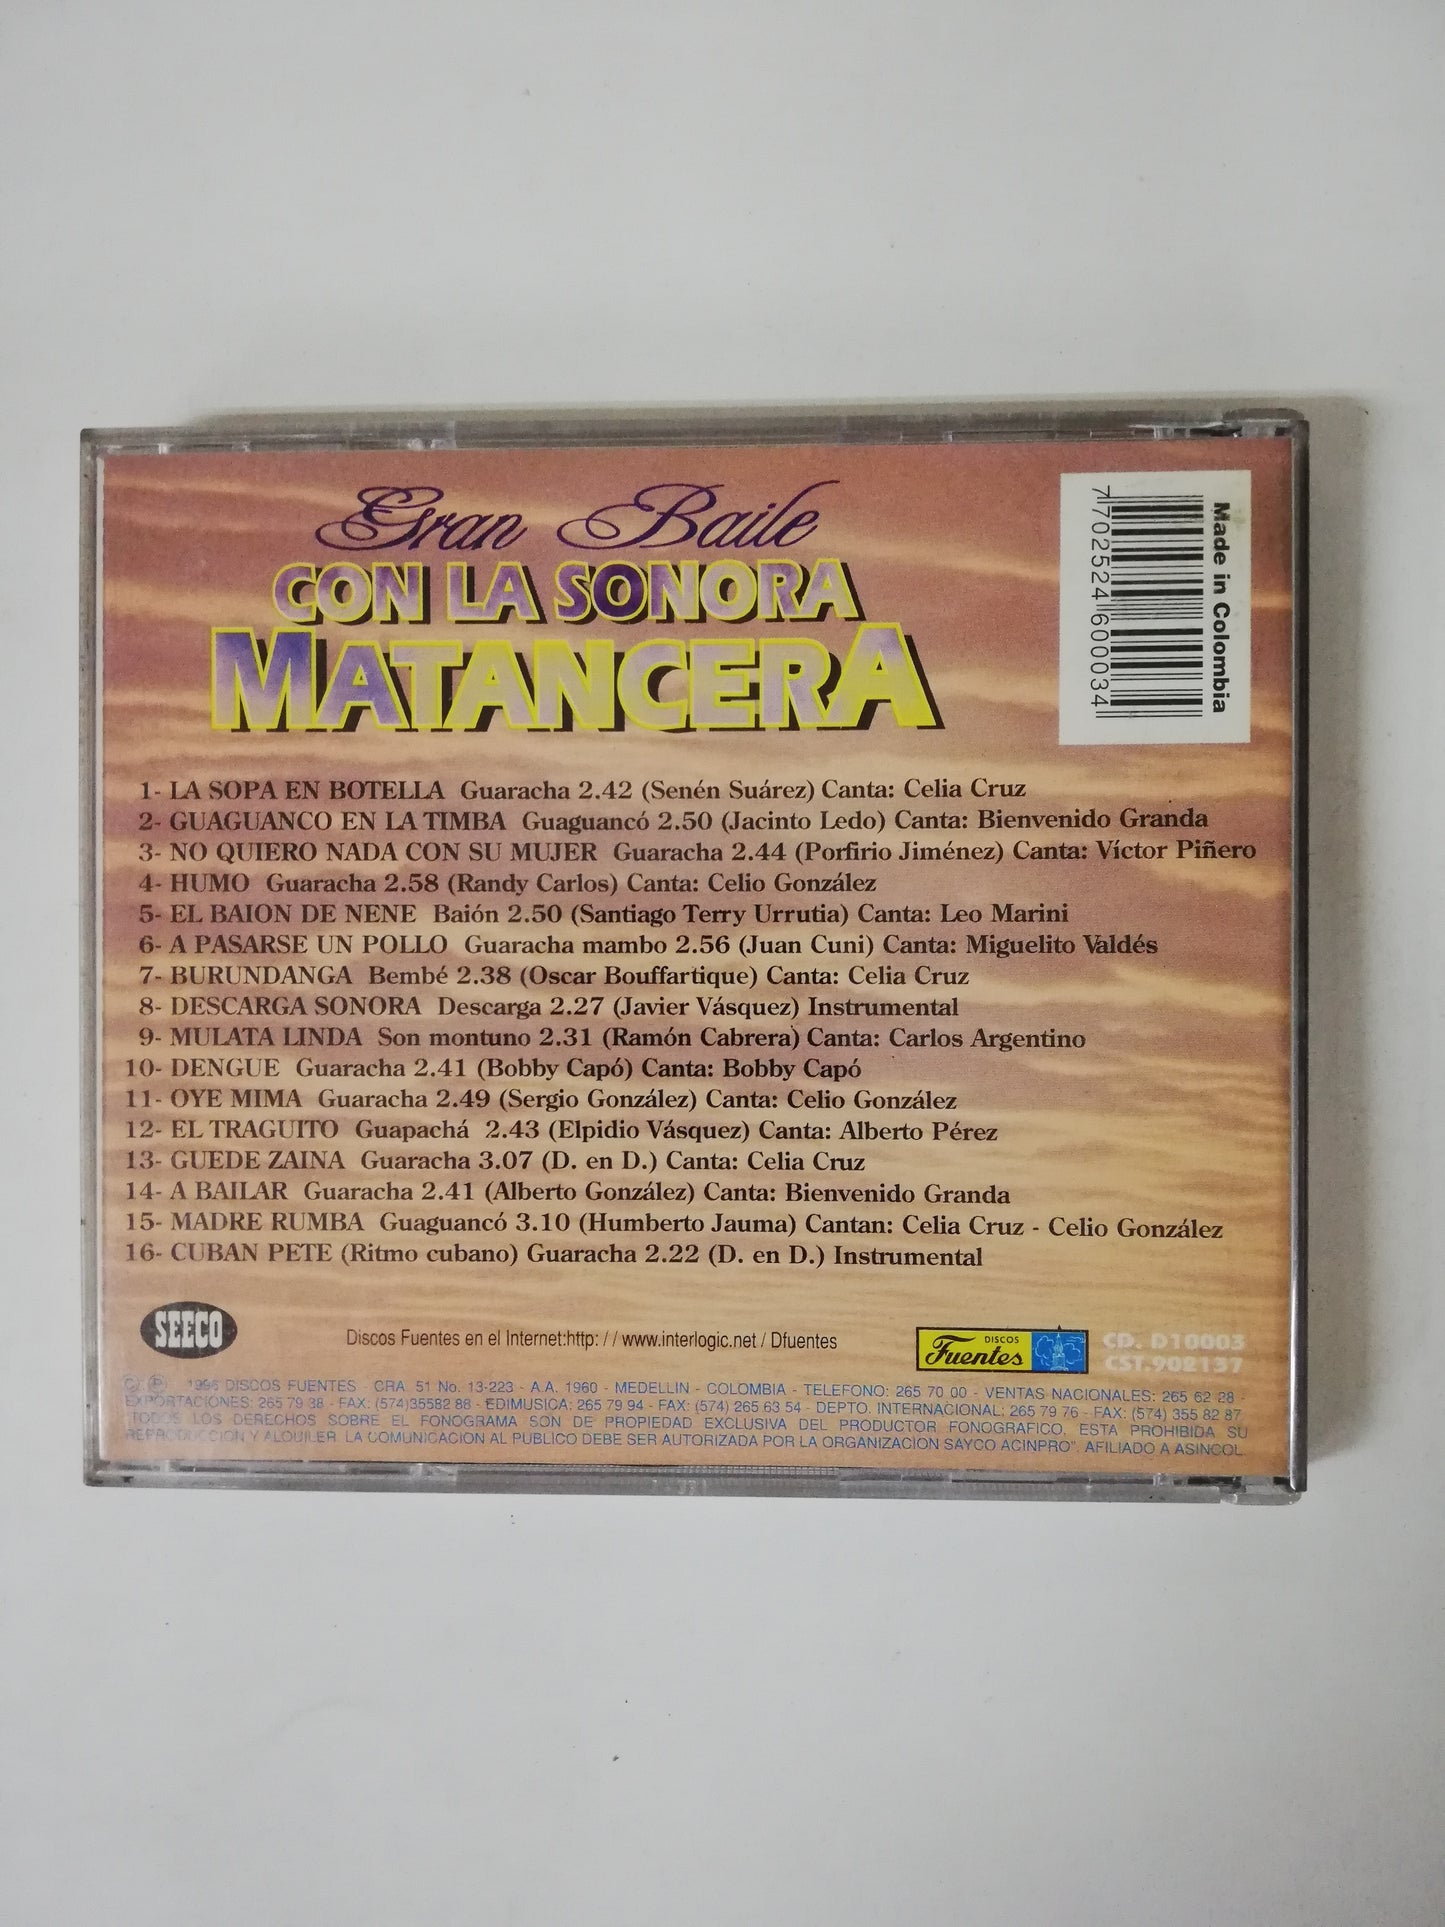 Gran Baile
CON LA SONORA
MATANCERA
Made in Colombia
7 702524 600034
1- LA SOPA EN BOTELLA Guaracha 2.42 (Senén Suárez) Canta: Celia Cruz
2- GUAGUANCO EN LA TIMBA Guaguancó 2.50 (Jacinto Ledo) Canta: Bienvenido Granda
3- NO QUIERO NADA CON SU MUJER Guaracha 2.44 (Porfirio Jiménez) Canta: Víctor Piñero
4- HUMO Guaracha 2.58 (Randy Carlos) Canta: Celio González
5- EL BAION DE NENE Baión 2.50 (Santiago Terry Urrutia) Canta: Leo Marini
6- A PASARSE UN POLLO Guaracha mambo 2.56 (Juan Cuni) Canta: Miguelito Valdés
7- BURUNDANGA Bembé 2.38 (Oscar Bouffartique) Canta: Celia Cruz
8- DESCARGA SONORA Descarga 2.27 (Javier Vásquez) Instrumental
9- MULATA LINDA Son montuno 2.31 (Ramón Cabrera) Canta: Carlos Argentino
10- DENGUE Guaracha 2.41 (Bobby Capó) Canta: Bobby Capó
11- OYE MIMA Guaracha 2.49 (Sergio González) Canta: Celio González
12- EL TRAGUITO Guapachá 2.43 (Elpidio Vásquez) Canta: Alberto Pérez
13- GUEDE ZAINA Guaracha 3.07 (D. en D.) Canta: Celia Cruz
14- A BAILAR Guaracha 2.41 (Alberto González) Canta: Bienvenido Granda
15- MADRE RUMBA Guaguancó 3.10 (Humberto Jauma) Cantan: Celia Cruz - Celio González
16- CUBAN PETE (Ritmo cubano) Guaracha 2.22 (D. en D.) Instrumental
SEECO
Discos Fuentes en el Internet:http: / / www.interlogic.net / Dfuentes
DISCOS
Fuentes
CD. D10003
CST.902137
© ℗ 1996 DISCOS FUENTES - CRA. 51 No. 13-223 - A.A. 1960 - MEDELLIN - COLOMBIA - TELEFONO: 265 70 00 - VENTAS NACIONALES: 265 62 28 -
EXPORTACIONES: 265 79 38 - FAX: (574)35582 88 - EDIMUSICA: 265 79 94 - FAX: (574) 265 63 54 - DEPTO. INTERNACIONAL: 265 79 76 - FAX: (574) 355 82 87
"TODOS LOS DERECHOS SOBRE EL FONOGRAMA SON DE PROPIEDAD EXCLUSIVA DEL PRODUCTOR FONOGRAFICO, ESTA PROHIBIDA SU
REPRODUCCION Y ALQUILER. LA COMUNICACION AL PUBLICO DEBE SER AUTORIZADA POR LA ORGANIZACION SAYCO ACINPRO". AFILIADO A ASINCOL